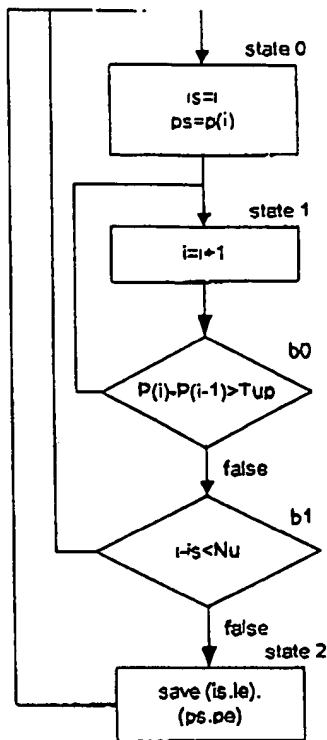 state 0
is=i
ps=p(i)
state 1
i=i+1
b0
P(i)-P(i-1)>Tup
false
b1
i-is<Nu
false
state 2
save (is.ie).
(ps.pe)